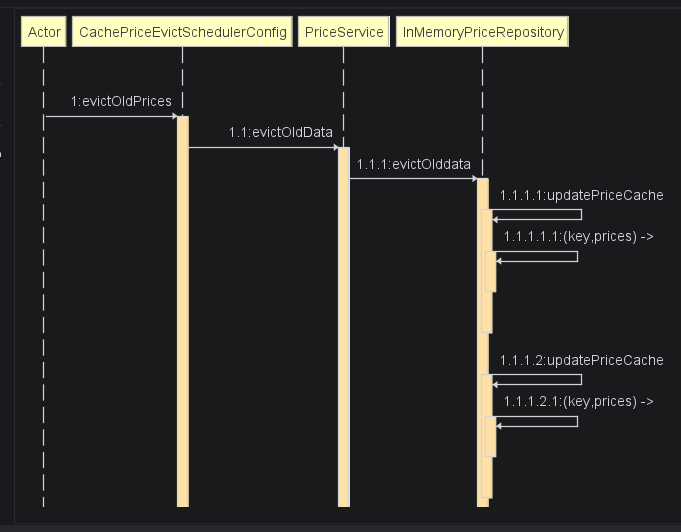 Actor
CachePriceEvictSchedulerConfig
PriceService
InMemoryPriceRepository
1:evictOldPrices
1.1:evictOldData
1.1.1:evictOlddata
1.1.1.1:updatePriceCache
1.1.1.1.1:(key,prices) ->
1.1.1.2:updatePriceCache
1.1.1.2.1:(key,prices) ->